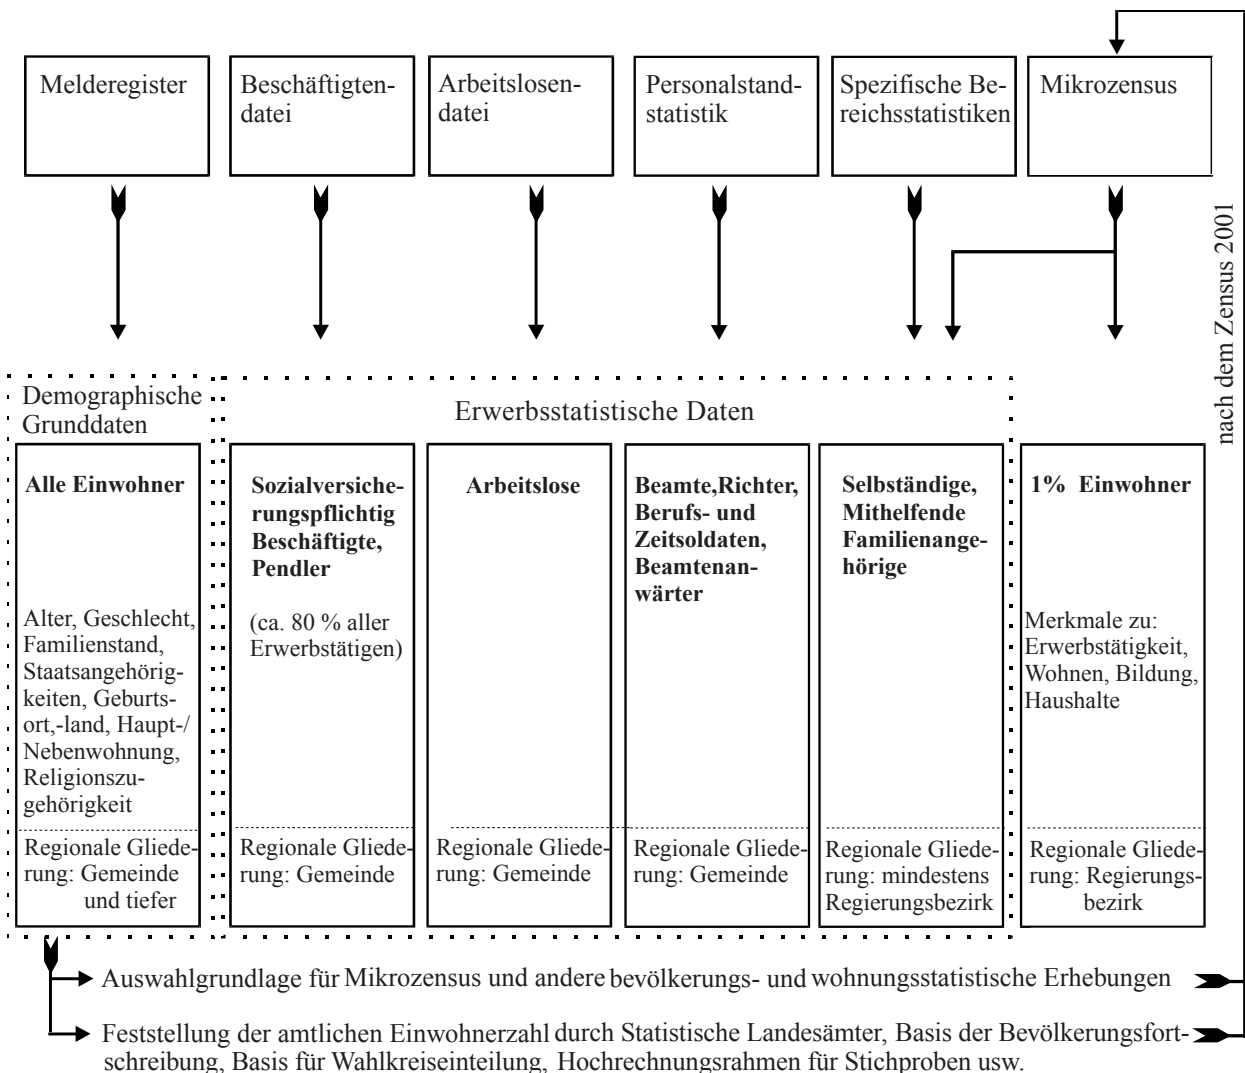 Melderegister
Beschäftigten-
datei
Arbeitslosen-
datei
Personalstand-
statistik
Spezifische Be-
reichsstatistiken
Mikrozensus
nach dem Zensus 2001
Demographische
Grunddaten
Erwerbsstatistische Daten
Alle Einwohner
Alter, Geschlecht,
Familienstand,
Staatsangehörig-
keiten, Geburts-
ort,-land, Haupt-/
Nebenwohnung,
Religionszu-
gehörigkeit
Regionale Gliede-
rung: Gemeinde
und tiefer
Sozialversiche-
rungspflichtig
Beschäftigte,
Pendler
(ca. 80 % aller
Erwerbstätigen)
Regionale Gliede-
rung: Gemeinde
Arbeitslose
Regionale Gliede-
rung: Gemeinde
Beamte,Richter,
Berufs- und
Zeitsoldaten,
Beamtenan-
wärter
Regionale Gliede-
rung: Gemeinde
Selbständige,
Mithelfende
Familienange-
hörige
Regionale Gliede-
rung: mindestens
Regierungsbezirk
1% Einwohner
Merkmale zu:
Erwerbstätigkeit,
Wohnen, Bildung,
Haushalte
Regionale Gliede-
rung: Regierungs-
bezirk
Auswahlgrundlage für Mikrozensus und andere bevölkerungs- und wohnungsstatistische Erhebungen
Feststellung der amtlichen Einwohnerzahl durch Statistische Landesämter, Basis der Bevölkerungsfort-
schreibung, Basis für Wahlkreiseinteilung, Hochrechnungsrahmen für Stichproben usw.